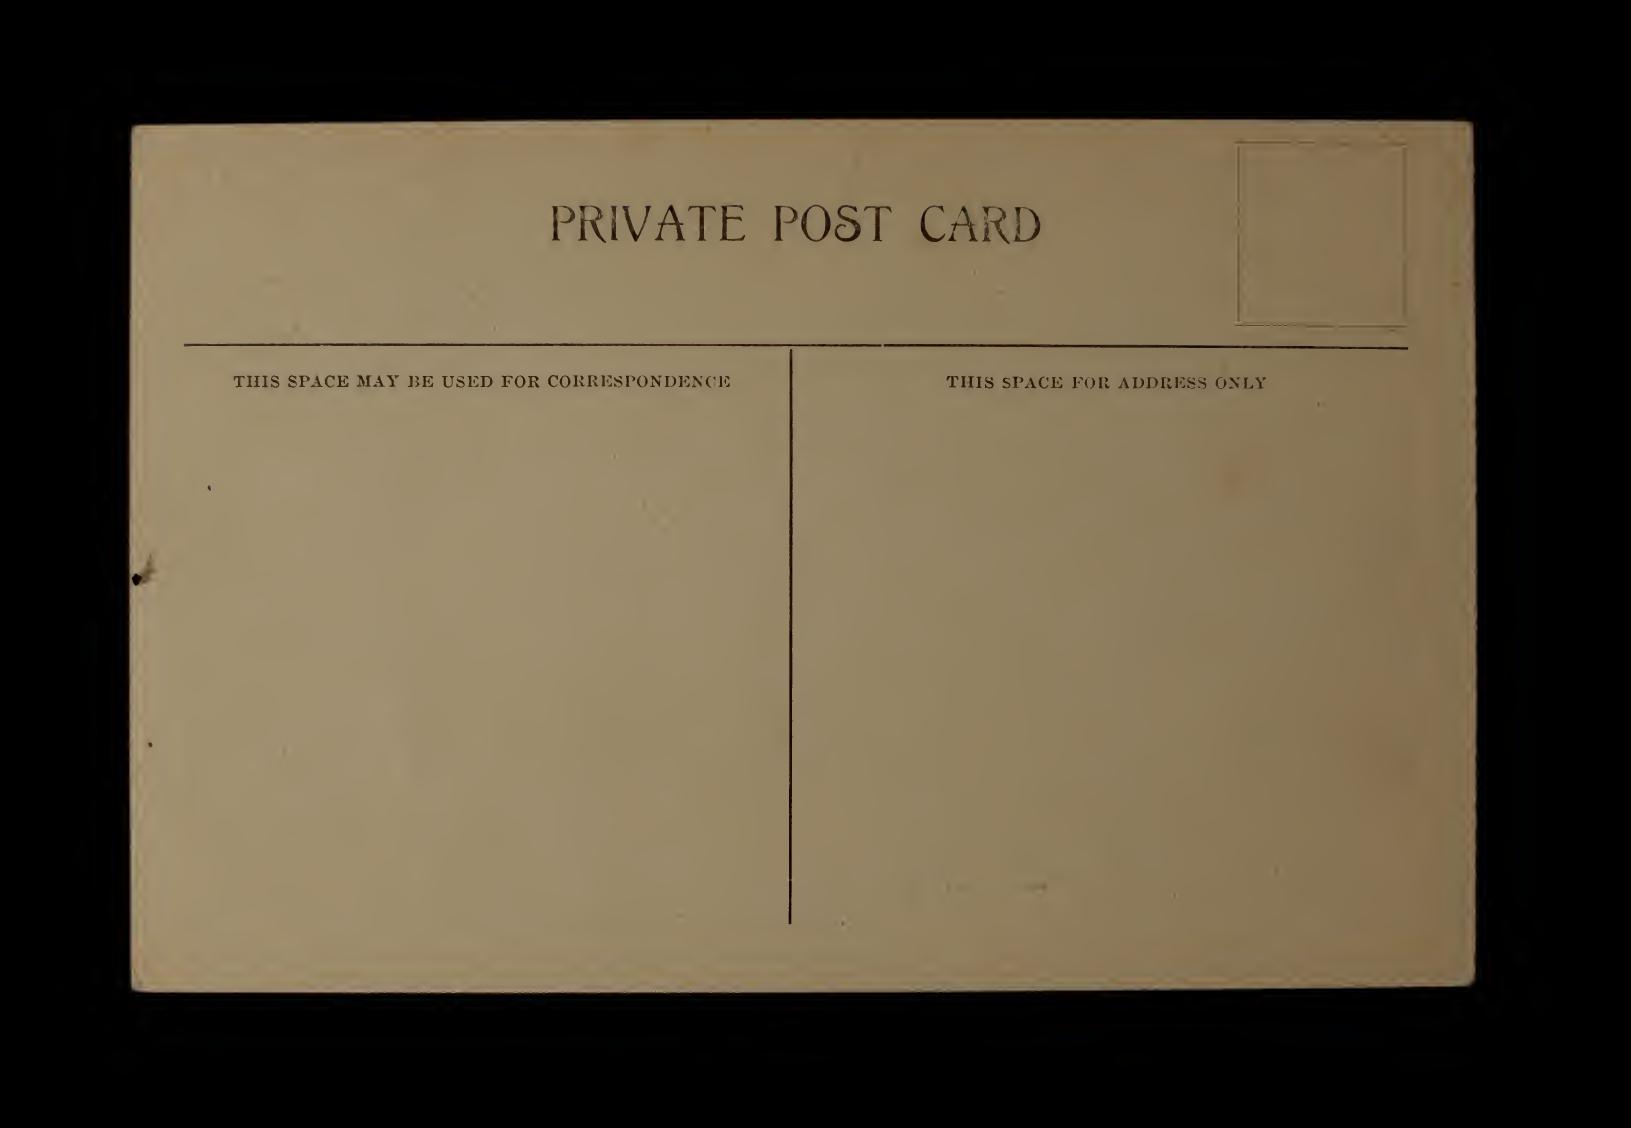 PRIVATE POST CARD
THIS SPACE MAY BE USED FOR CORRESPONDENCE
THIS SPACE FOR ADDRESS ONLY